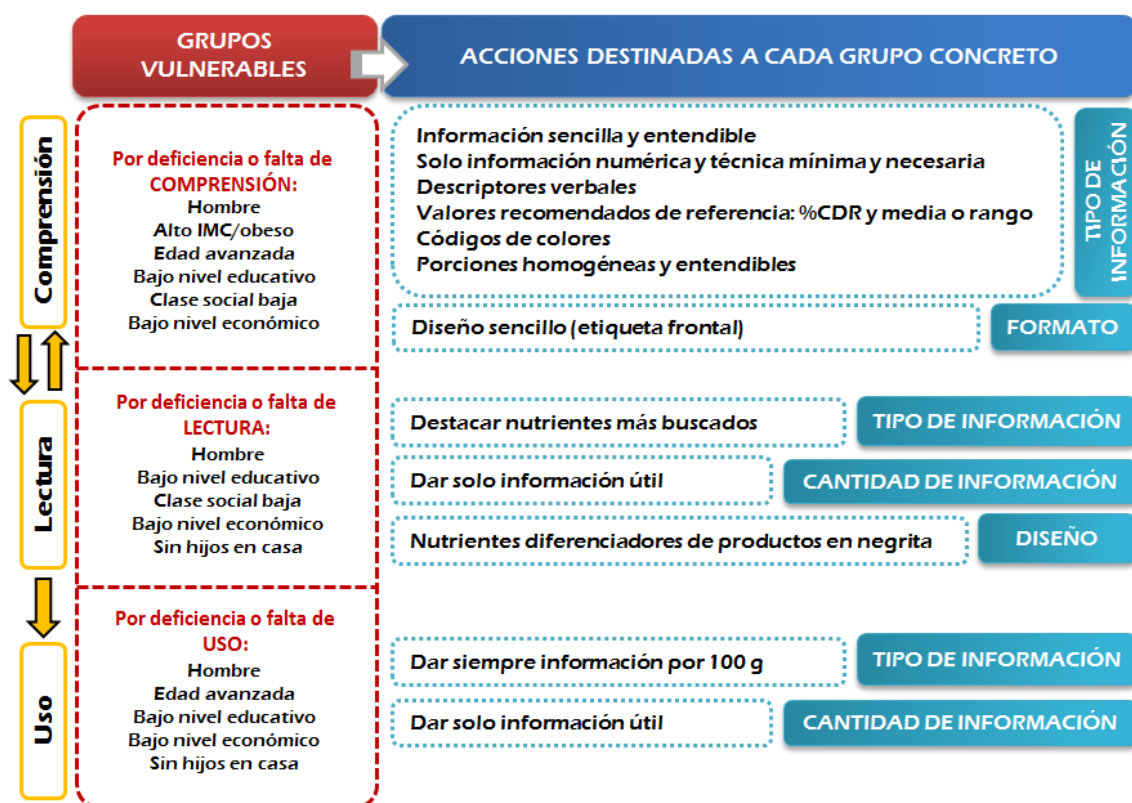 GRUPOS
VULNERABLES
ACCIONES DESTINADAS A CADA GRUPO CONCRETO
Comprensión
Por deficiencia o falta de
COMPRENSIÓN:
Hombre
Alto IMC/obeso
Edad avanzada
Bajo nivel educativo
Clase social baja
Bajo nivel económico
Información sencilla y entendible
Solo información numérica y técnica mínima y necesaria
Descriptores verbales
Valores recomendados de referencia: %CDR y media o rango
Códigos de colores
Porciones homogéneas y entendibles
TIPO DE
INFORMACIÓN
Diseño sencillo (etiqueta frontal)
FORMATO
Lectura
Por deficiencia o falta de
LECTURA:
Hombre
Bajo nivel educativo
Clase social baja
Bajo nivel económico
Sin hijos en casa
Destacar nutrientes más buscados
TIPO DE INFORMACIÓN
Dar solo información útil
CANTIDAD DE INFORMACIÓN
Nutrientes diferenciadores de productos en negrita
DISEÑO
Uso
Por deficiencia o falta de
USO:
Hombre
Edad avanzada
Bajo nivel educativo
Bajo nivel económico
Sin hijos en casa
Dar siempre información por 100 g
TIPO DE INFORMACIÓN
Dar solo información útil
CANTIDAD DE INFORMACIÓN